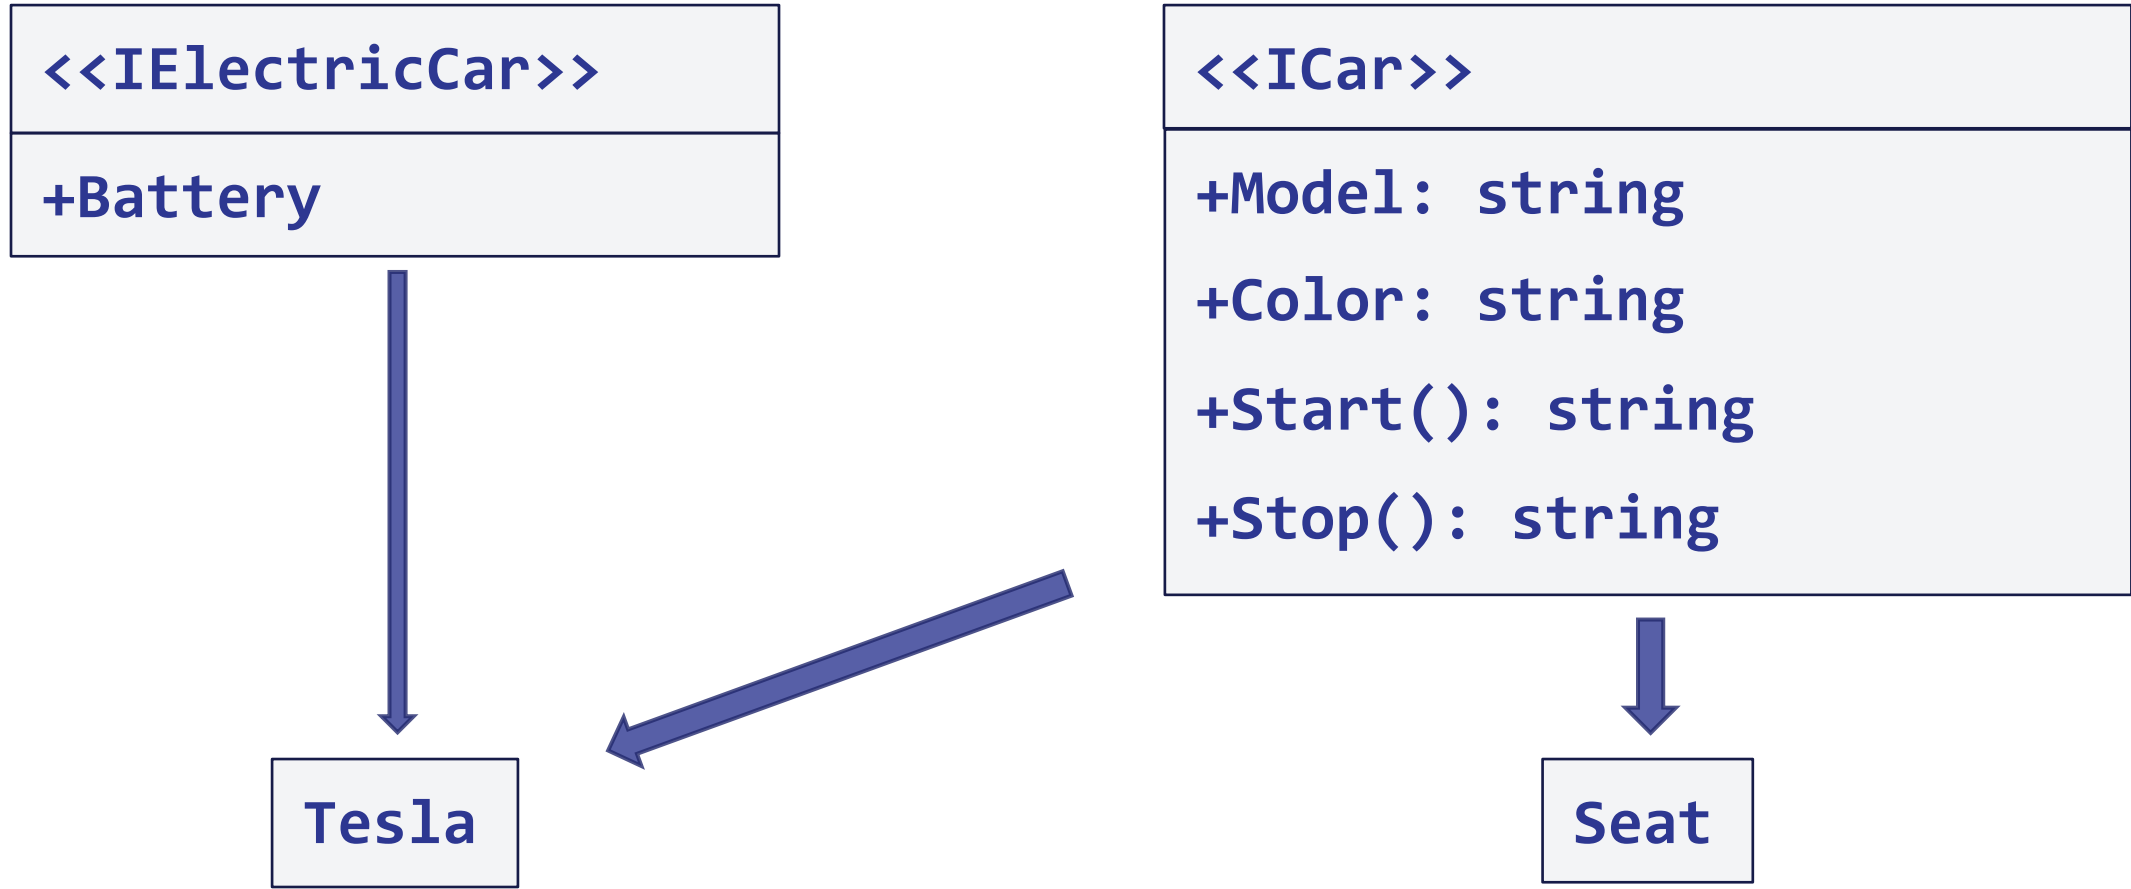 <<IElectricCar>>
+Battery
<<ICar>>
+Model: string
+Color: string
+Start(): string
+Stop(): string
Tesla
Seat